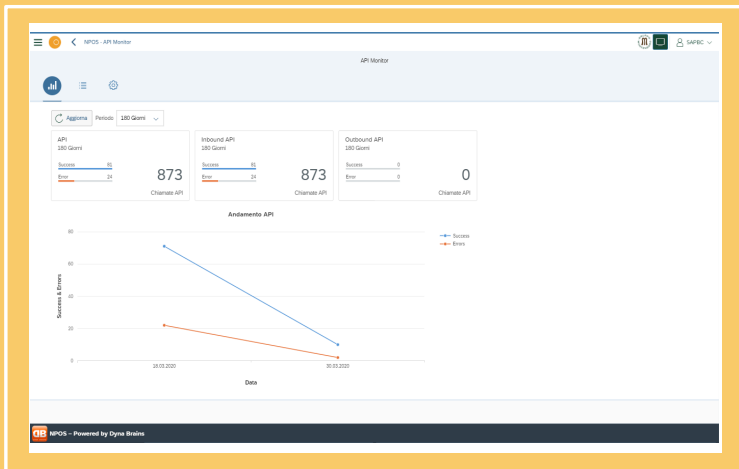 NPOS - API Monitor
SAPBC
API Monitor
Aggiorna Periodo 180 Giorni
API
180 Giorni
Success 81
Error 24
873
Chiamate API
Inbound API
180 Giorni
Success 81
Error 24
873
Chiamate API
Outbound API
180 Giorni
Success 0
Error 0
0
Chiamate API
Andamento API
Success
Errors
Success & Errors
80
60
40
20
0
18.03.2020 30.03.2020
Data
DB NPOS – Powered by Dyna Brains